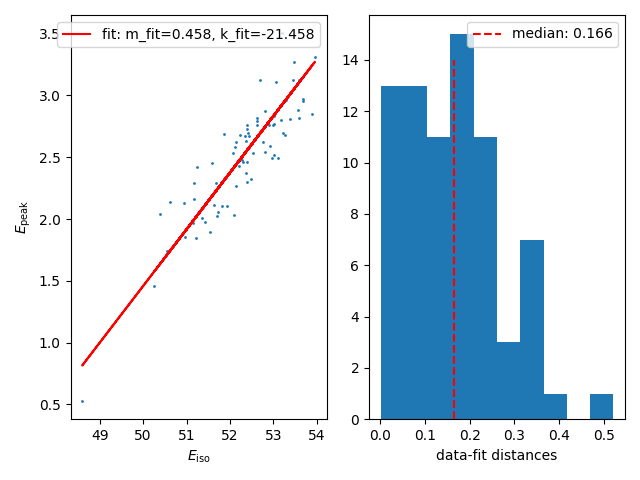 fit: m_fit=0.458, k_fit=-21.458
3.5
3.0
2.5
2.0
1.5
1.0
0.5
E_peak
49 50 51 52 53 54
E_iso
median: 0.166
14
12
10
8
6
4
2
0
0.0 0.1 0.2 0.3 0.4 0.5
data-fit distances